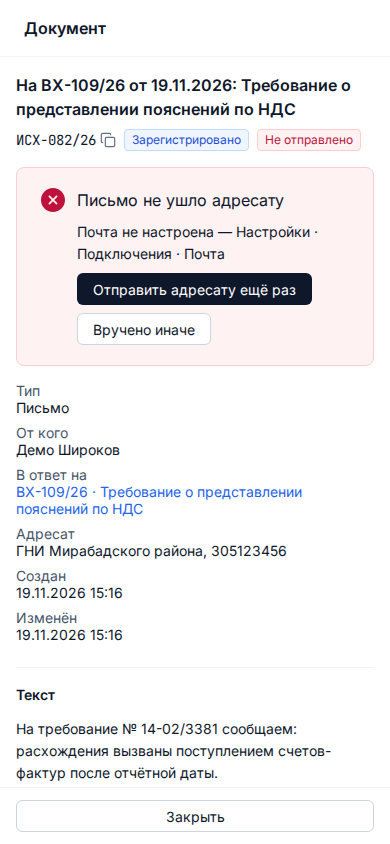 Документ
На ВХ-109/26 от 19.11.2026: Требование о
представлении пояснений по НДС
ИСХ-082/26
Зарегистрировано
Не отправлено
Письмо не ушло адресату
Почта не настроена — Настройки ·
Подключения · Почта
Отправить адресату ещё раз
Вручено иначе
Тип
Письмо
От кого
Демо Широков
В ответ на
ВХ-109/26 · Требование о представлении
пояснений по НДС
Адресат
ГНИ Мирабадского района, 305123456
Создан
19.11.2026 15:16
Изменён
19.11.2026 15:16
Текст
На требование № 14-02/3381 сообщаем:
расхождения вызваны поступлением счетов-
фактур после отчётной даты.
Закрыть